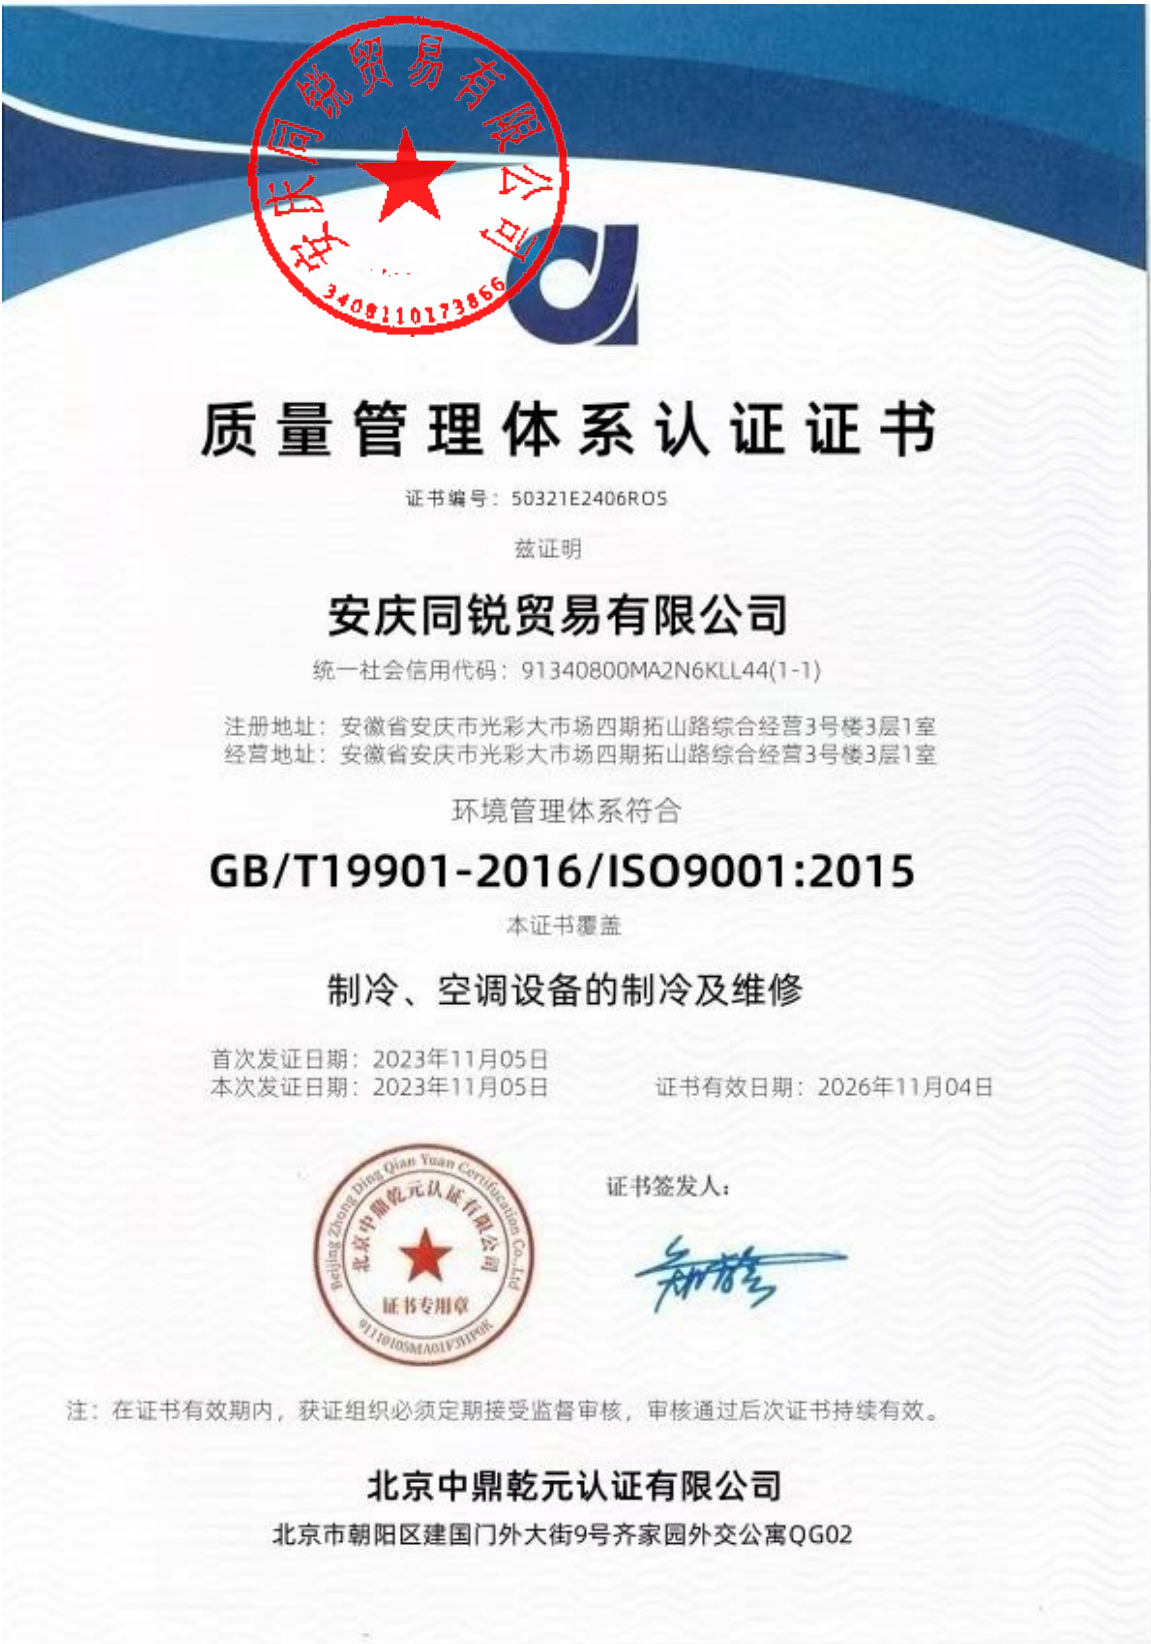 安庆同锐贸易有限公司
3408110173866
质量管理体系认证证书
证书编号：50321E2406ROS
兹证明
安庆同锐贸易有限公司
统一社会信用代码：91340800MA2N6KLL44(1-1)
注册地址：安徽省安庆市光彩大市场四期拓山路综合经营3号楼3层1室
经营地址：安徽省安庆市光彩大市场四期拓山路综合经营3号楼3层1室
环境管理体系符合
GB/T19901-2016/ISO9001:2015
本证书覆盖
制冷、空调设备的制冷及维修
首次发证日期：2023年11月05日
本次发证日期：2023年11月05日 证书有效日期：2026年11月04日
Beijing Zhong Ding Qian Yuan Certifucation Co.,Ltd
北京中鼎乾元认证有限公司
证书专用章
证书签发人：
注：在证书有效期内，获证组织必须定期接受监督审核，审核通过后次证书持续有效。
北京中鼎乾元认证有限公司
北京市朝阳区建国门外大街9号齐家园外交公寓QG02